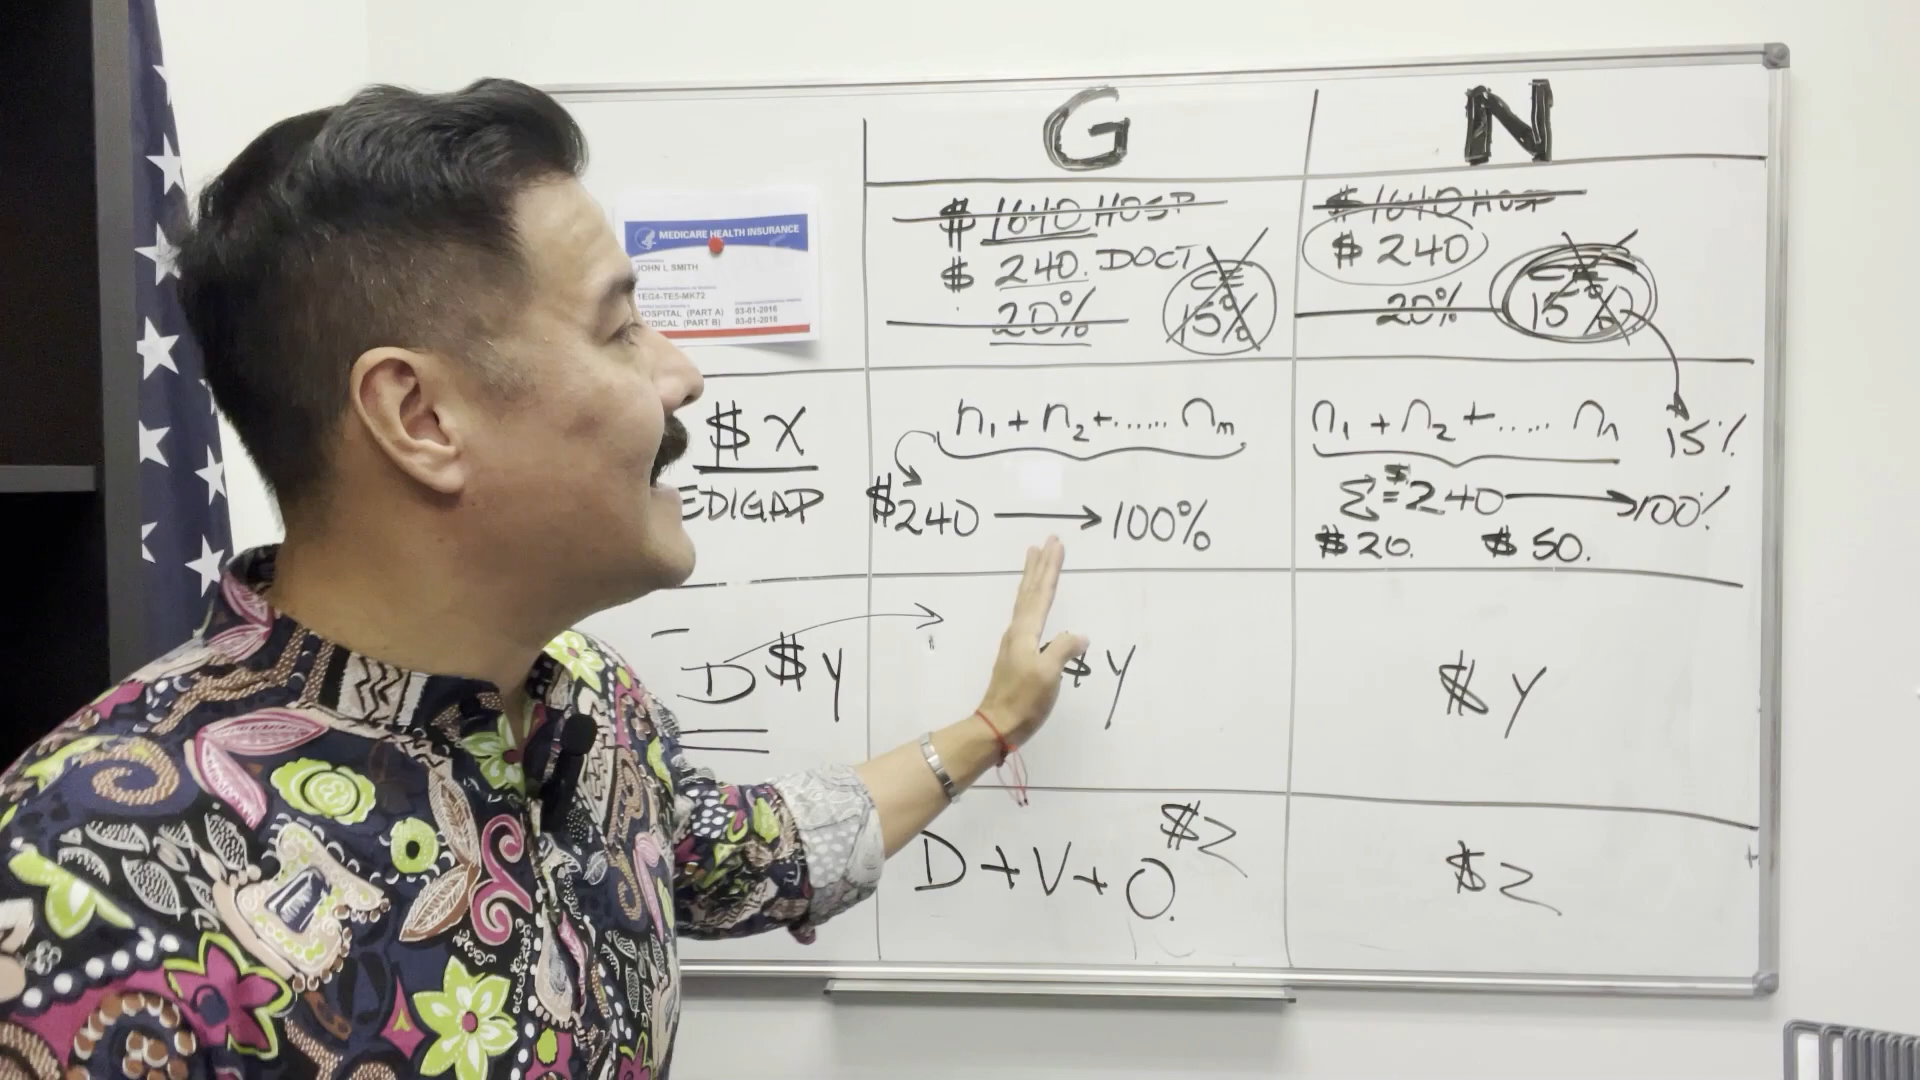 G
N
MEDICARE HEALTH INSURANCE
JOHN L SMITH
1EG4-TE5-MK72
HOSPITAL (PART A) 03-01-2016
EDICAL (PART B) 03-01-2016
$ 1640 HOSP
$ 240. DOCT
20%
15%
$ 1640 HOSP
$ 240
20%
15%
$ X
EDIGAP
n1 + n2 + ...... nm
$240 → 100%
n1 + n2 + ..... nn
15%
Σ = $240 → 100%
$ 20. $ 50.
D $ y
$ y
$ y
D + V + O. $Z
$Z